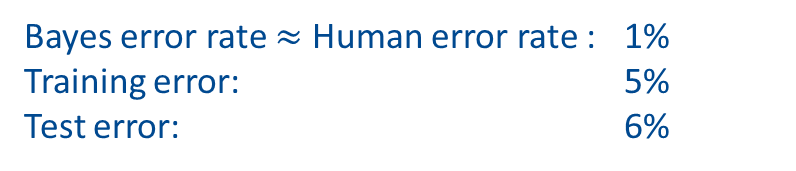 Bayes error rate ≈ Human error rate : 1%
Training error: 5%
Test error: 6%